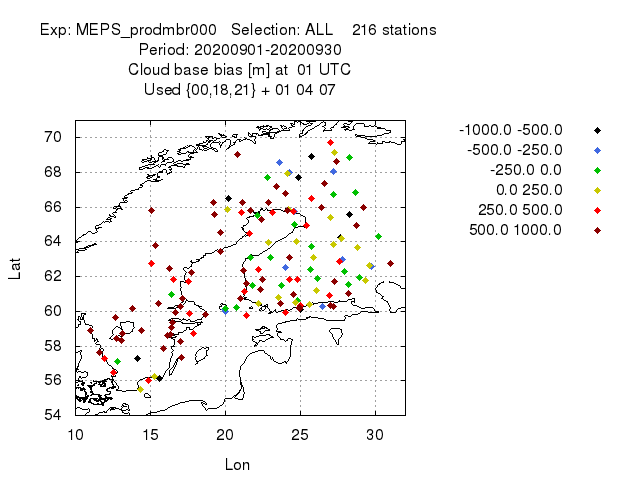 Exp: MEPS_prodmbr000 Selection: ALL 216 stations
Period: 20200901-20200930
Cloud base bias [m] at 01 UTC
Used {00,18,21} + 01 04 07
70
68
66
64
62
60
58
56
54
Lat
10 15 20 25 30
Lon
-1000.0 -500.0
-500.0 -250.0
-250.0 0.0
0.0 250.0
250.0 500.0
500.0 1000.0